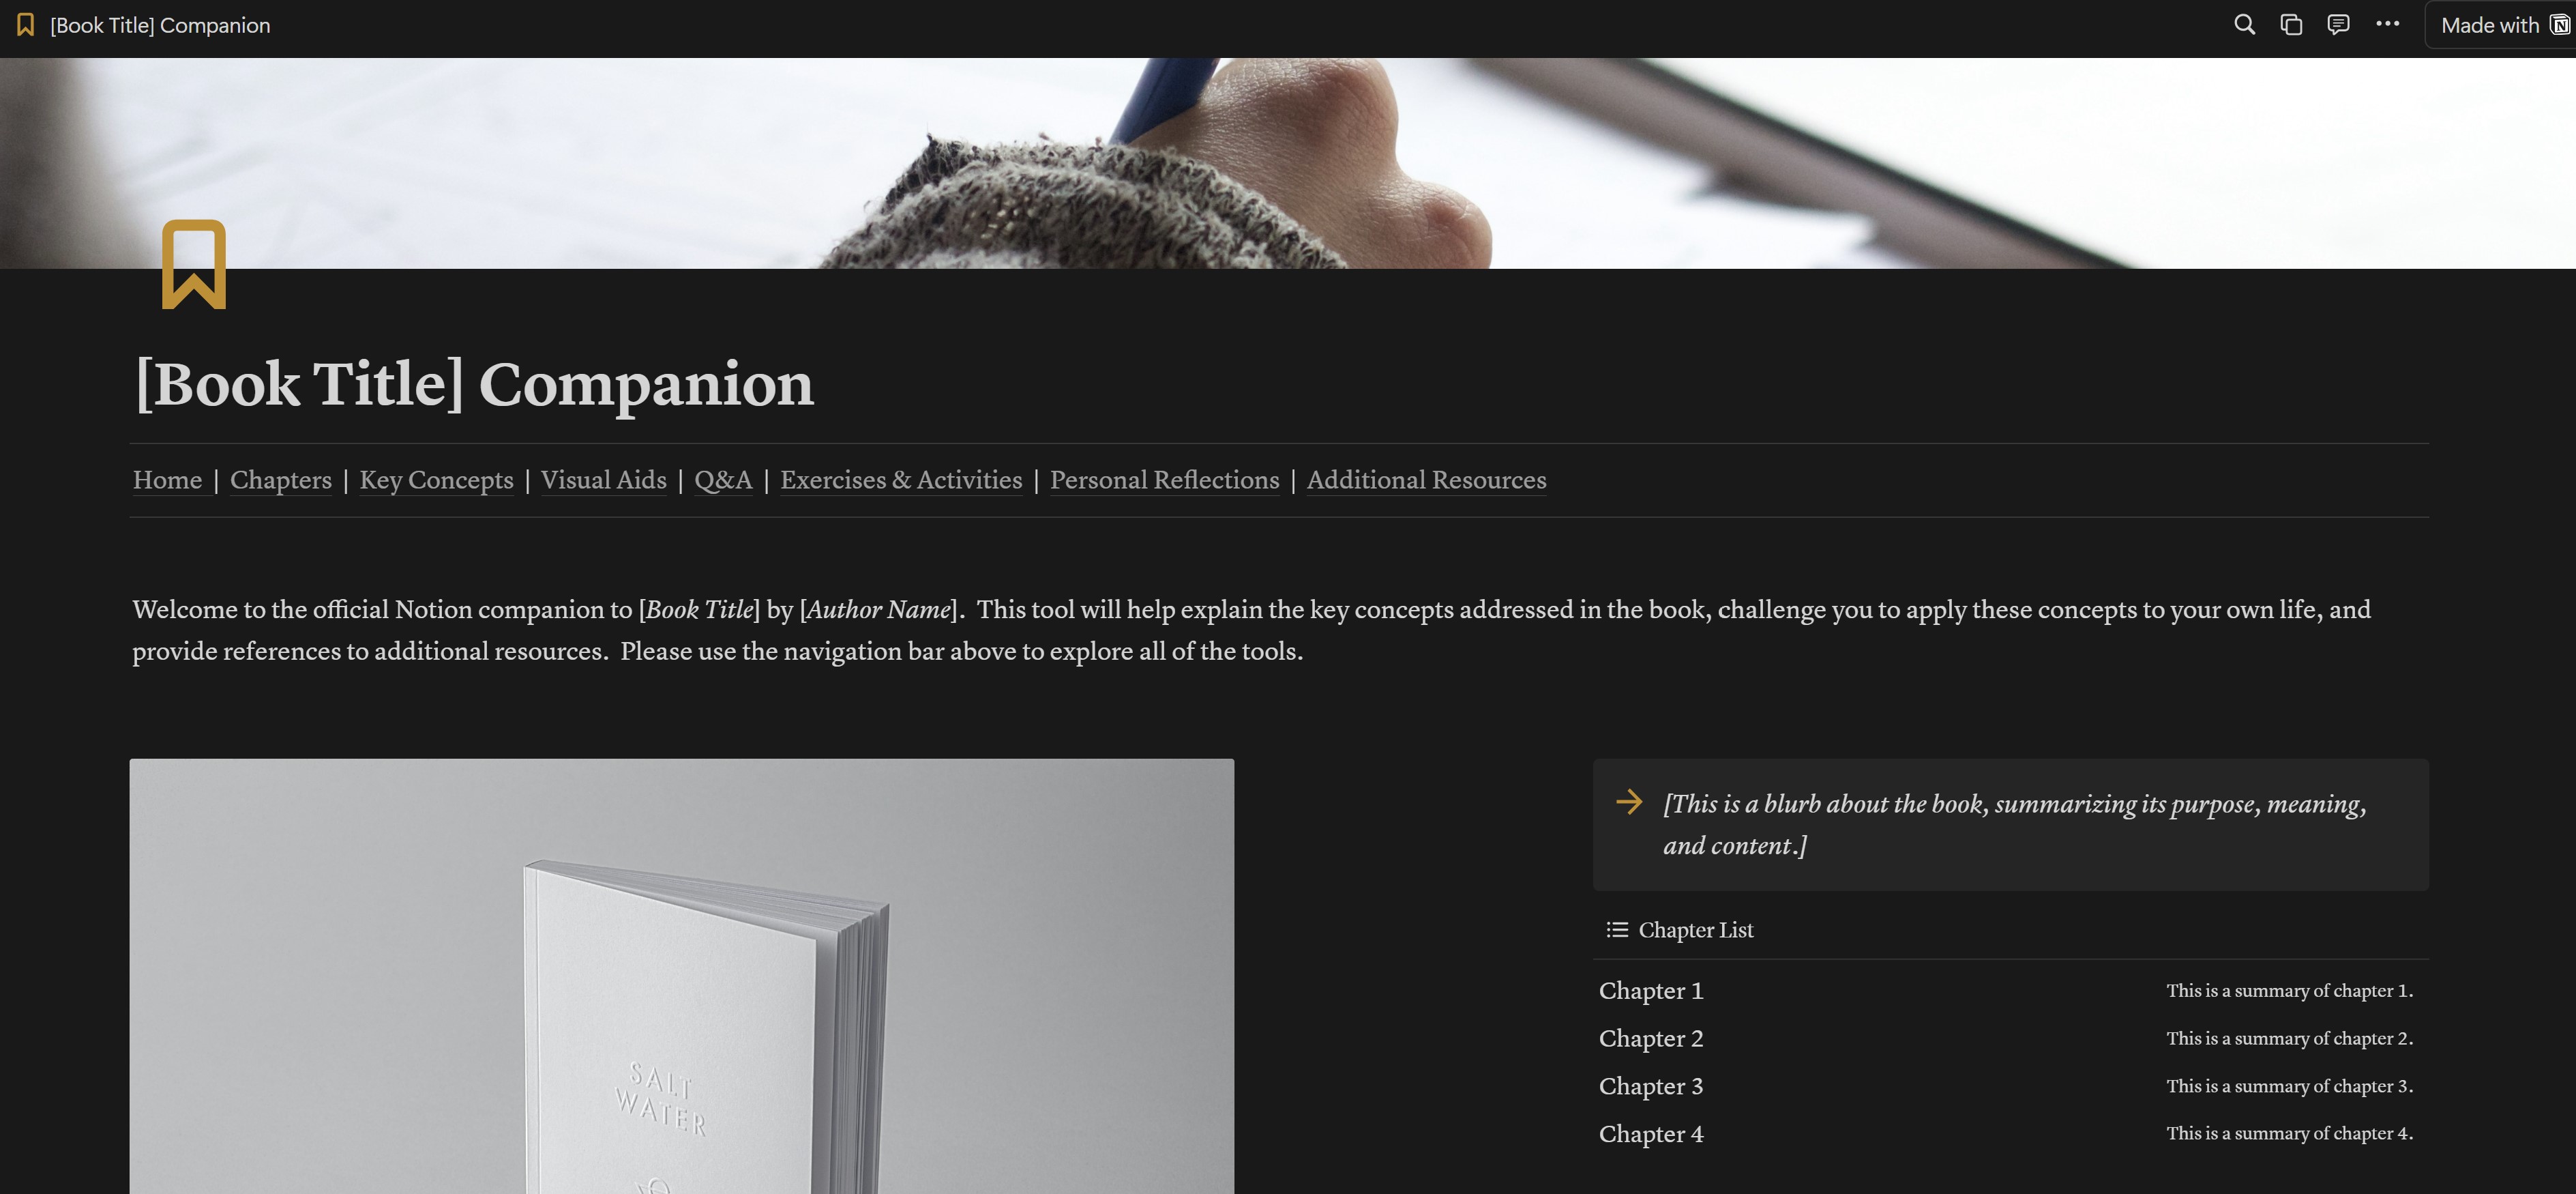 [Book Title] Companion
Made with
[Book Title] Companion
Home | Chapters | Key Concepts | Visual Aids | Q&A | Exercises & Activities | Personal Reflections | Additional Resources
Welcome to the official Notion companion to [Book Title] by [Author Name].  This tool will help explain the key concepts addressed in the book, challenge you to apply these concepts to your own life, and
provide references to additional resources.  Please use the navigation bar above to explore all of the tools.
SALT
WATER
[This is a blurb about the book, summarizing its purpose, meaning,
and content.]
Chapter List
Chapter 1 This is a summary of chapter 1.
Chapter 2 This is a summary of chapter 2.
Chapter 3 This is a summary of chapter 3.
Chapter 4 This is a summary of chapter 4.